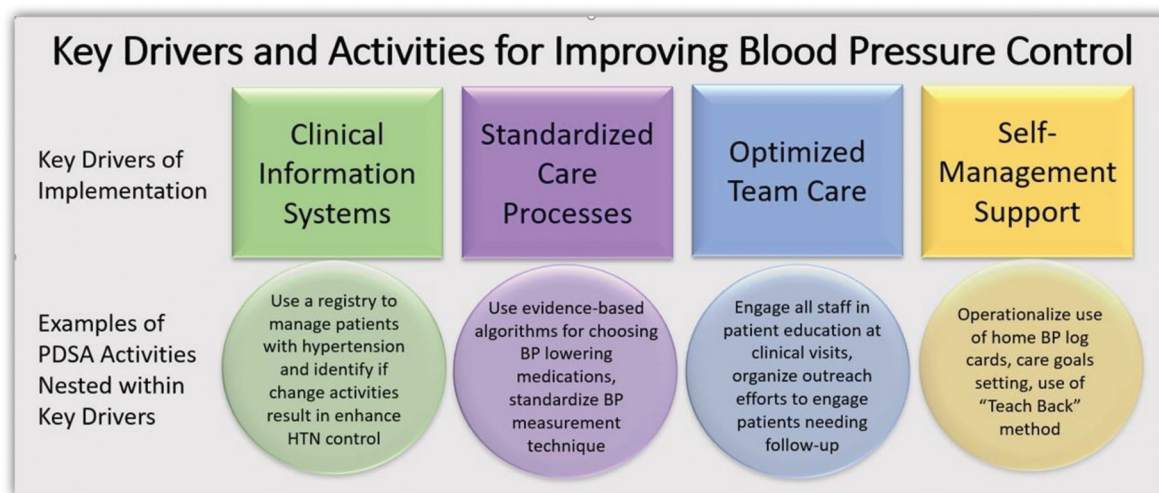 Key Drivers and Activities for Improving Blood Pressure Control
Key Drivers of
Implementation
Clinical
Information
Systems
Standardized
Care
Processes
Optimized
Team Care
Self-
Management
Support
Examples of
PDSA Activities
Nested within
Key Drivers
Use a registry to
manage patients
with hypertension
and identify if
change activities
result in enhance
HTN control
Use evidence-based
algorithms for choosing
BP lowering
medications,
standardize BP
measurement
technique
Engage all staff in
patient education at
clinical visits,
organize outreach
efforts to engage
patients needing
follow-up
Operationalize use
of home BP log
cards, care goals
setting, use of
“Teach Back”
method